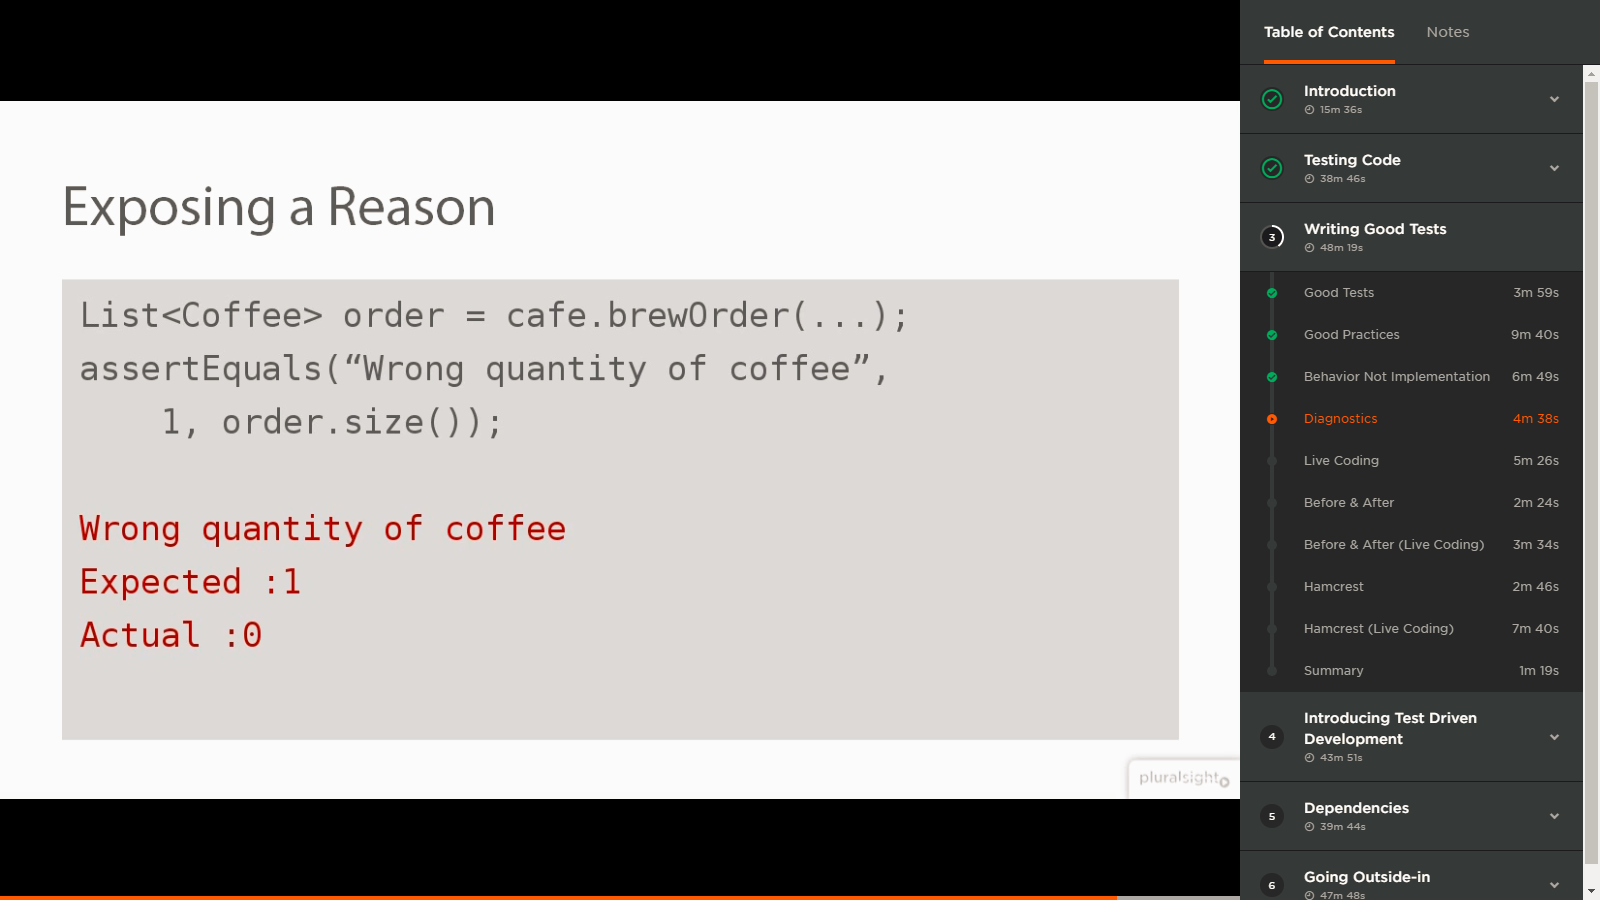 Exposing a Reason
List<Coffee> order = cafe.brewOrder(...);
assertEquals(“Wrong quantity of coffee”,
1, order.size());
Wrong quantity of coffee
Expected :1
Actual :0
pluralsight
Table of Contents
Notes
Introduction
15m 36s
Testing Code
38m 46s
3
Writing Good Tests
48m 19s
Good Tests 3m 59s
Good Practices 9m 40s
Behavior Not Implementation 6m 49s
Diagnostics 4m 38s
Live Coding 5m 26s
Before & After 2m 24s
Before & After (Live Coding) 3m 34s
Hamcrest 2m 46s
Hamcrest (Live Coding) 7m 40s
Summary 1m 19s
4
Introducing Test Driven
Development
43m 51s
5
Dependencies
39m 44s
6
Going Outside-in
47m 48s